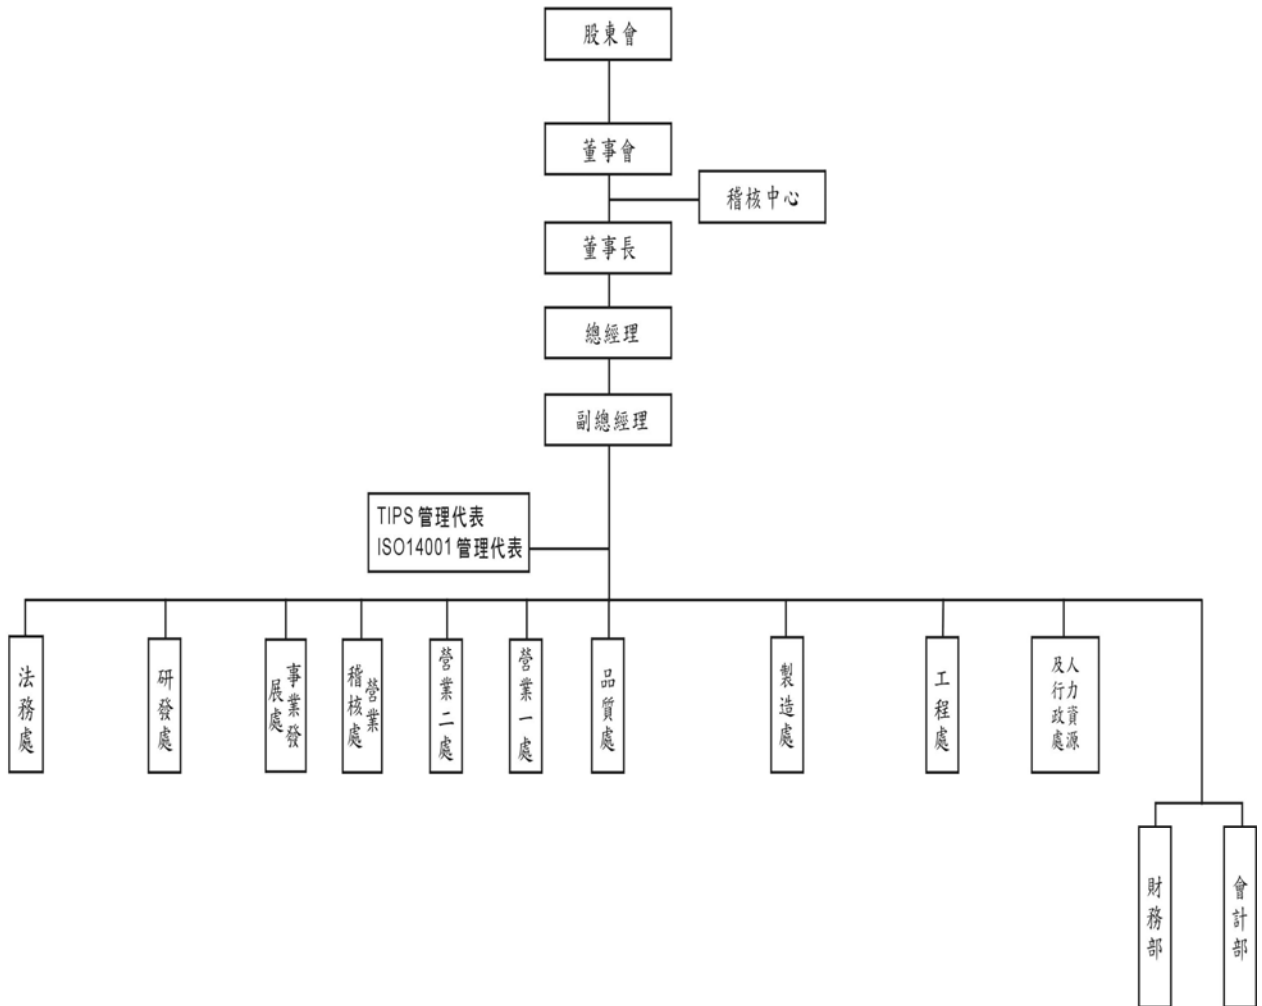 股東會
董事會
稽核中心
董事長
總經理
副總經理
TIPS 管理代表
ISO14001 管理代表
法務處
研發處
事業發
展處
營業
稽核處
營業二處
營業一處
品質處
製造處
工程處
人力資源
及行政處
財務部
會計部